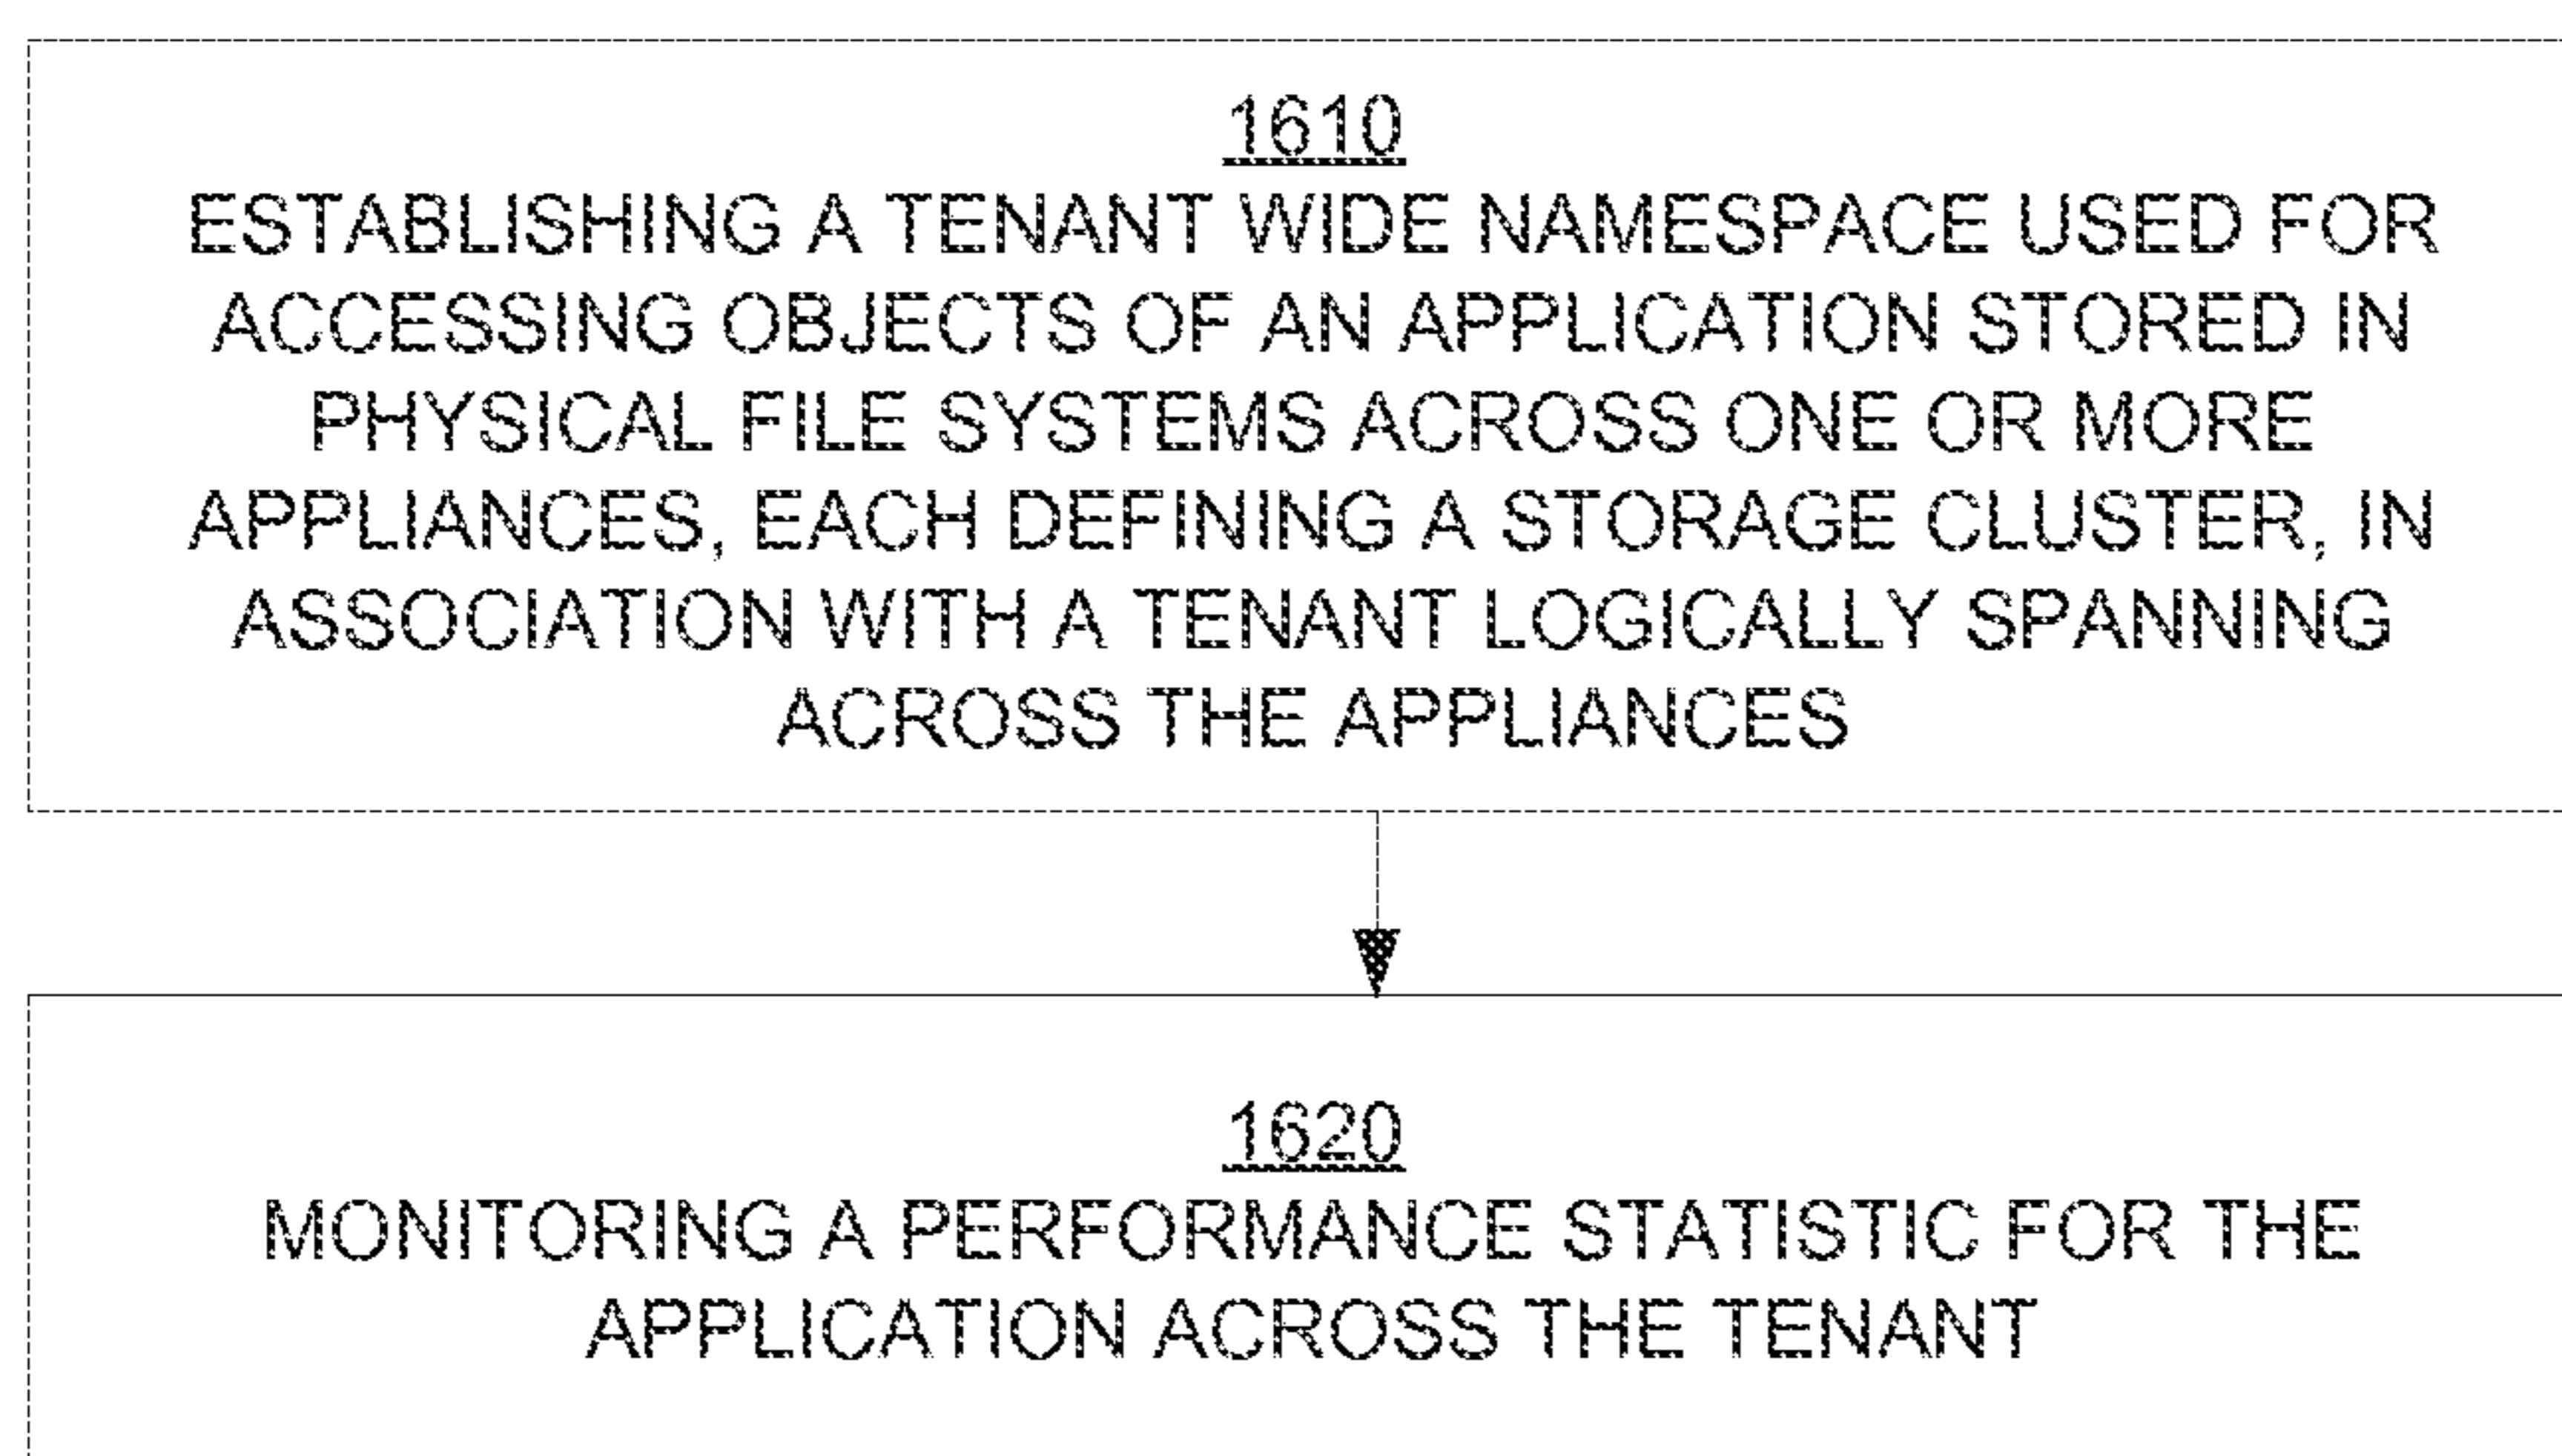 1610
ESTABLISHING A TENANT WIDE NAMESPACE USED FOR
ACCESSING OBJECTS OF AN APPLICATION STORED IN
PHYSICAL FILE SYSTEMS ACROSS ONE OR MORE
APPLIANCES, EACH DEFINING A STORAGE CLUSTER, IN
ASSOCIATION WITH A TENANT LOGICALLY SPANNING
ACROSS THE APPLIANCES
1620
MONITORING A PERFORMANCE STATISTIC FOR THE
APPLICATION ACROSS THE TENANT